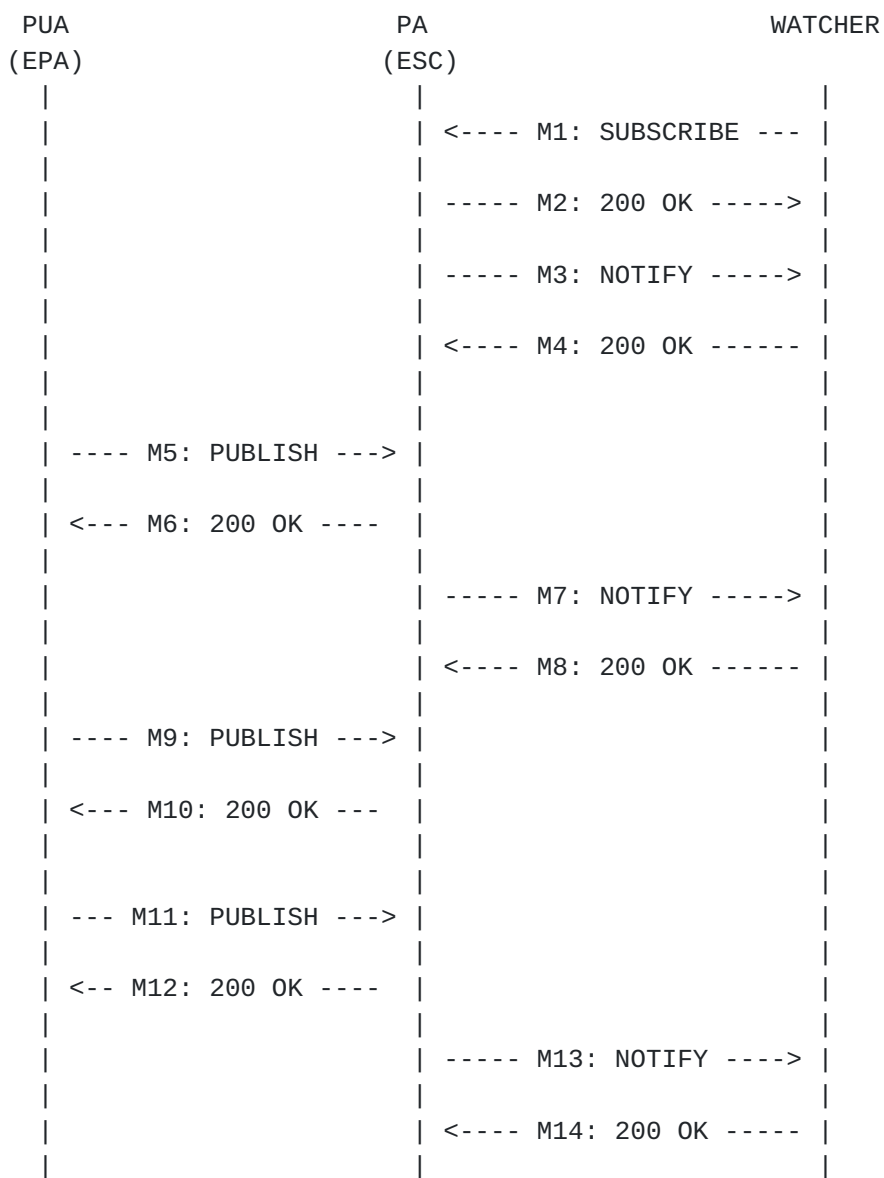 PUA PA WATCHER
(EPA) (ESC)
| | |
| | <---- M1: SUBSCRIBE --- |
| | |
| | ----- M2: 200 OK -----> |
| | |
| | ----- M3: NOTIFY -----> |
| | |
| | <---- M4: 200 OK ------ |
| | |
| | |
| ---- M5: PUBLISH ---> | |
| | |
| <--- M6: 200 OK ---- | |
| | |
| | ----- M7: NOTIFY -----> |
| | |
| | <---- M8: 200 OK ------ |
| | |
| ---- M9: PUBLISH ---> | |
| | |
| <--- M10: 200 OK --- | |
| | |
| | |
| --- M11: PUBLISH ---> | |
| | |
| <-- M12: 200 OK ---- | |
| | |
| | ----- M13: NOTIFY ----> |
| | |
| | <---- M14: 200 OK ----- |
| | |